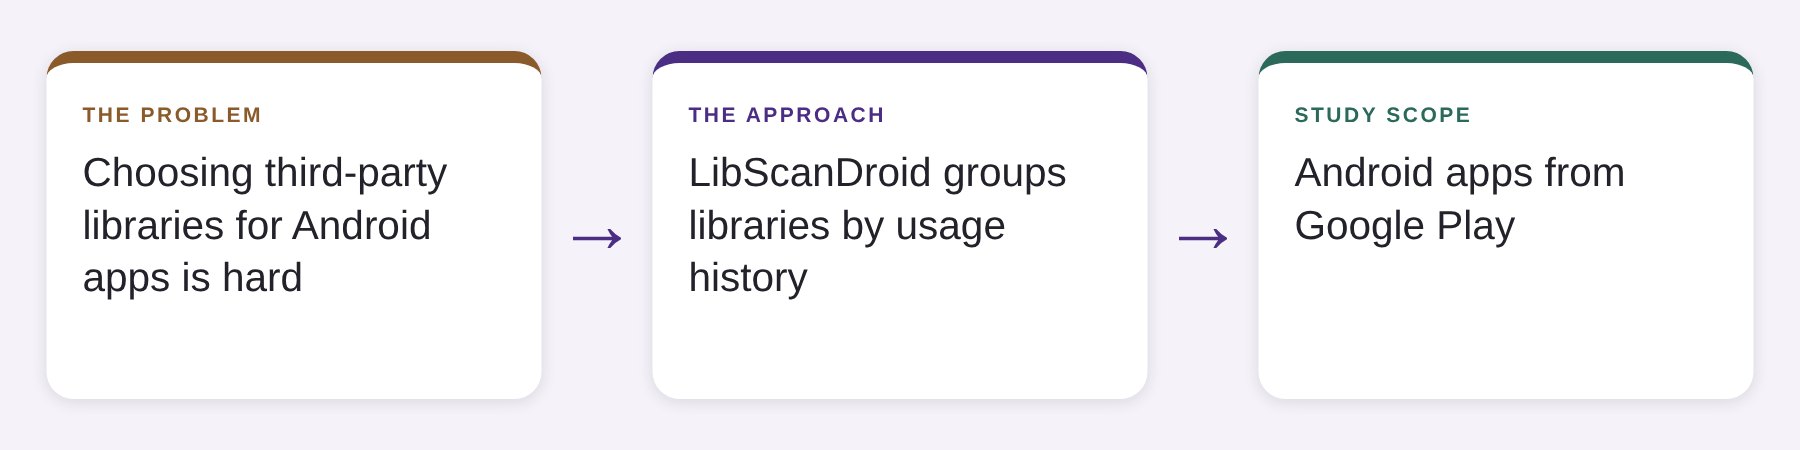 THE PROBLEM
Choosing third-party
libraries for Android
apps is hard
THE APPROACH
LibScanDroid groups
libraries by usage
history
STUDY SCOPE
Android apps from
Google Play